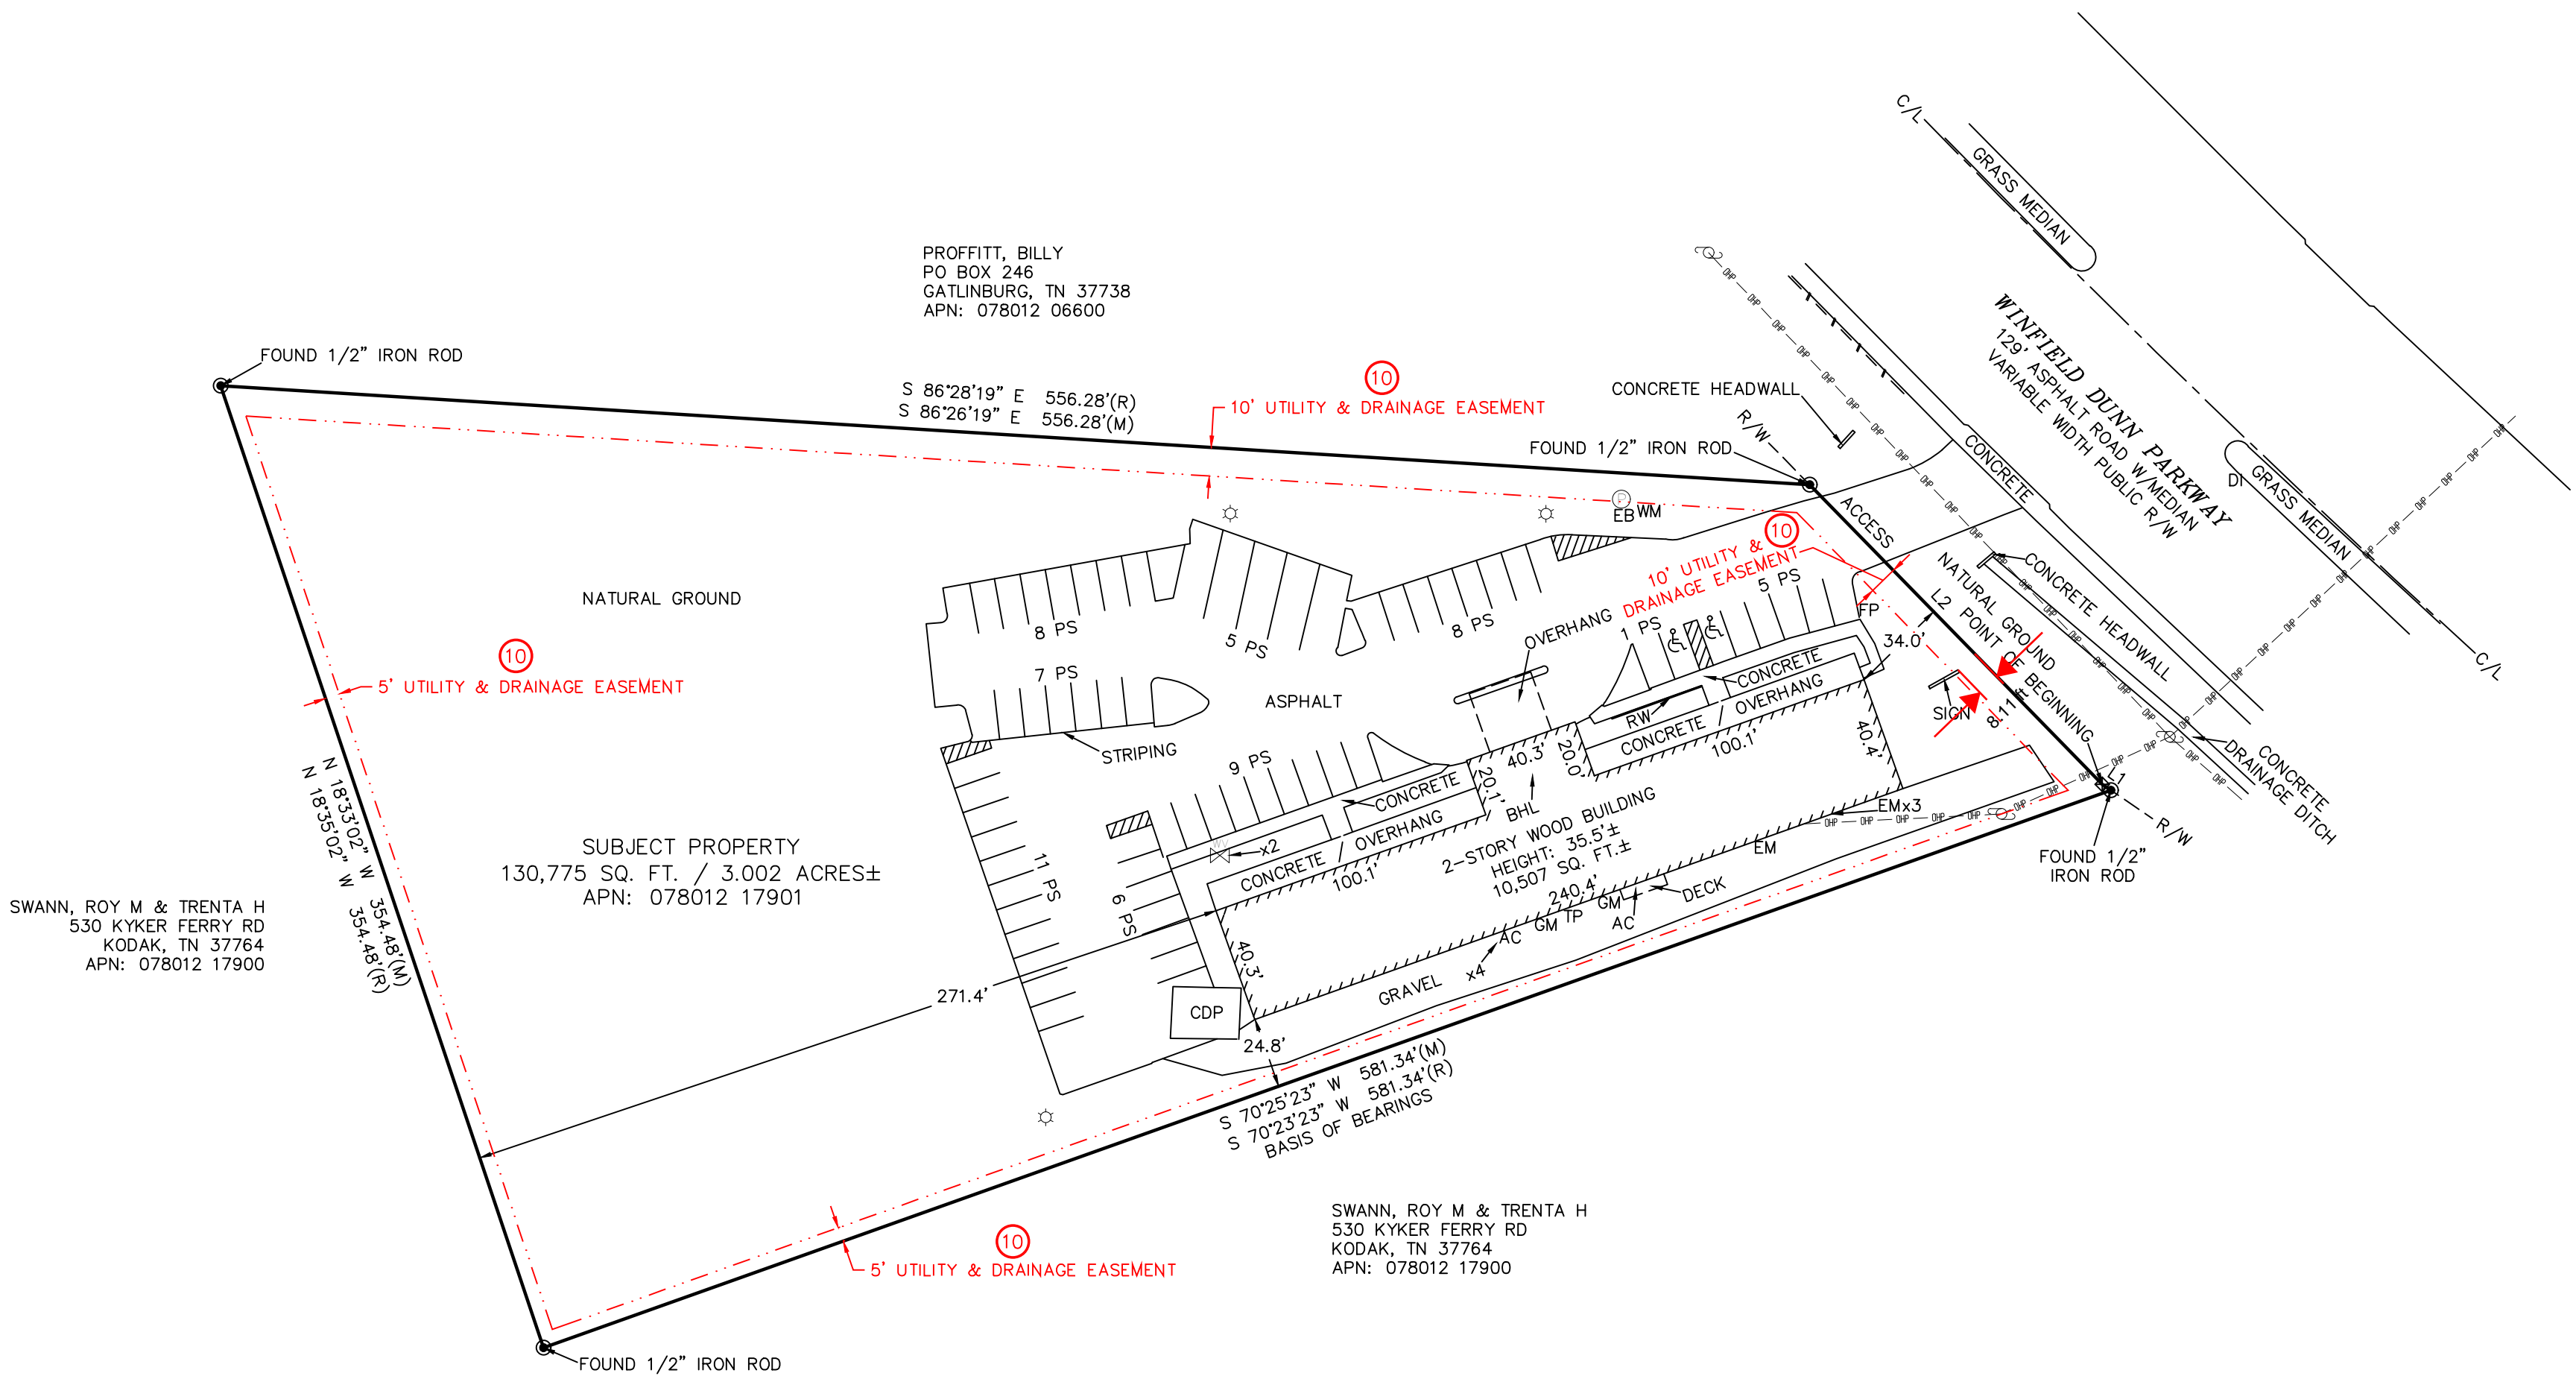 C/L
GRASS MEDIAN
PROFFITT, BILLY
PO BOX 246
GATLINBURG, TN 37738
APN: 078012 06600
WINFIELD DUNN PARKWAY
129' ASPHALT ROAD W/MEDIAN
VARIABLE WIDTH PUBLIC R/W
FOUND 1/2" IRON ROD
S 86°28'19" E 556.28'(R)
S 86°26'19" E 556.28'(M)
10
10' UTILITY & DRAINAGE EASEMENT
CONCRETE HEADWALL
R/W
FOUND 1/2" IRON ROD
CONCRETE
DI
GRASS MEDIAN
C/L
OHP
P
EB
WM
ACCESS
10
10' UTILITY &
DRAINAGE EASEMENT
NATURAL GROUND
CONCRETE HEADWALL
NATURAL GROUND
L2 POINT OF BEGINNING
8 PS
5 PS
8 PS
OVERHANG
1 PS
5 PS
FP
34.0'
10
5' UTILITY & DRAINAGE EASEMENT
7 PS
ASPHALT
STRIPING
CONCRETE
RW
CONCRETE / OVERHANG
100.1'
40.4'
SIGN
8.11'±
L1
CONCRETE
DRAINAGE DITCH
R/W
9 PS
40.3'
20.0'
20.1'
BHL
CONCRETE
CONCRETE / OVERHANG
100.1'
WV
x2
2-STORY WOOD BUILDING
HEIGHT: 35.5'±
10,507 SQ. FT.±
240.4'
EMx3
EM
FOUND 1/2"
IRON ROD
N 18°33'02" W 354.48'(M)
N 18°35'02" W 354.48'(R)
SUBJECT PROPERTY
130,775 SQ. FT. / 3.002 ACRES±
APN: 078012 17901
11 PS
6 PS
DECK
GM
AC
TP
GM
AC
x4
GRAVEL
40.3'
SWANN, ROY M & TRENTA H
530 KYKER FERRY RD
KODAK, TN 37764
APN: 078012 17900
271.4'
CDP
24.8'
S 70°25'23" W 581.34'(M)
S 70°23'23" W 581.34'(R)
BASIS OF BEARINGS
10
5' UTILITY & DRAINAGE EASEMENT
SWANN, ROY M & TRENTA H
530 KYKER FERRY RD
KODAK, TN 37764
APN: 078012 17900
FOUND 1/2" IRON ROD